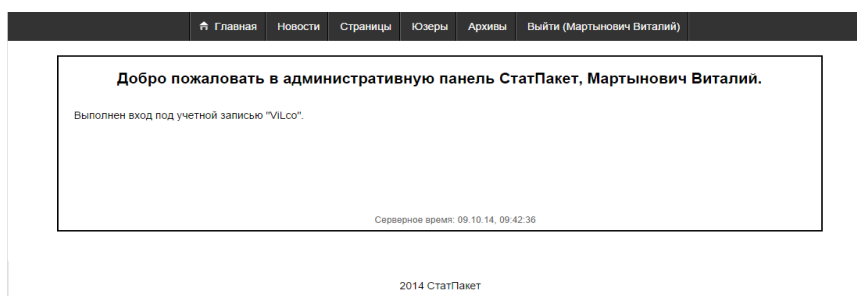 Главная Новости Страницы Юзеры Архивы Выйти (Мартынович Виталий)
Добро пожаловать в административную панель СтатПакет, Мартынович Виталий.
Выполнен вход под учетной записью "ViLco".
Серверное время: 09.10.14, 09:42:36
2014 СтатПакет